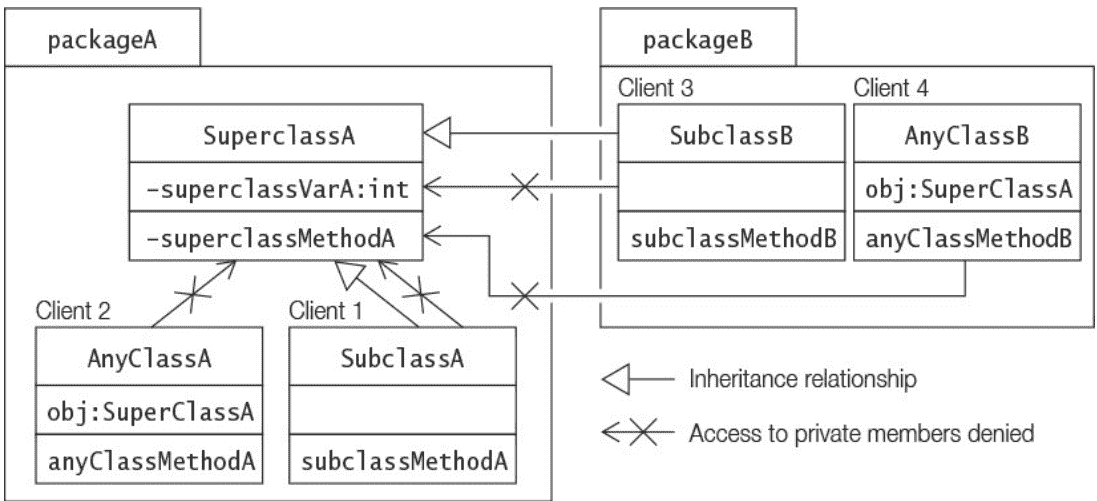 packageA
SuperclassA
-superclassVarA:int
-superclassMethodA
Client 2
AnyClassA
obj:SuperClassA
anyClassMethodA
Client 1
SubclassA
subclassMethodA
packageB
Client 3
SubclassB
subclassMethodB
Client 4
AnyClassB
obj:SuperClassA
anyClassMethodB
Inheritance relationship
Access to private members denied